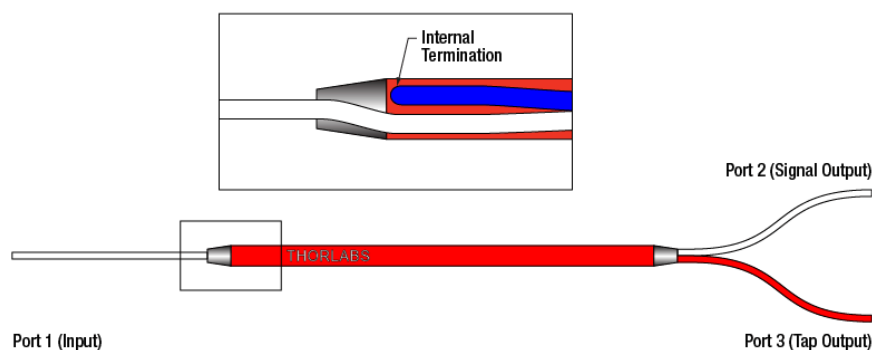 Internal
Termination
Port 2 (Signal Output)
THORLABS
Port 1 (Input)
Port 3 (Tap Output)